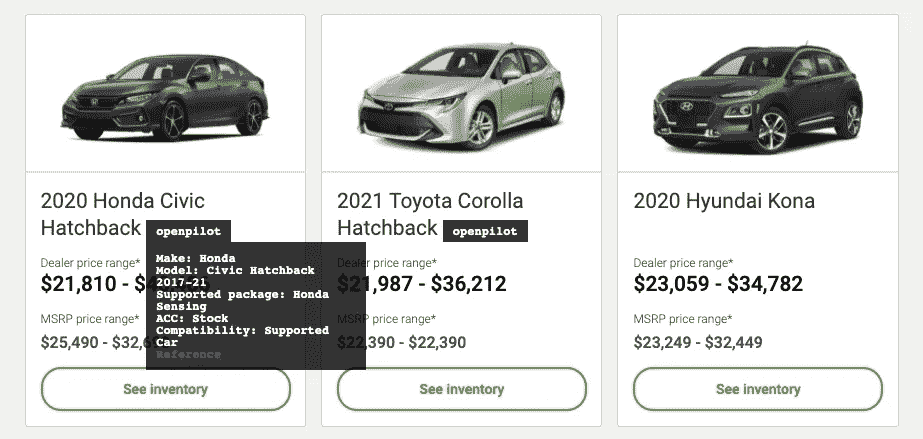 2020 Honda Civic
Hatchback openpilot
Dealer price range*
$21,810 -
MSRP price range*
$25,490 -
See inventory
Make: Honda
Model: Civic Hatchback
2017-21
Supported package: Honda
Sensing
ACC: Stock
Compatibility: Supported
Car
Reference
2021 Toyota Corolla
Hatchback openpilot
Dealer price range*
$21,987 - $36,212
MSRP price range*
$22,390 - $22,390
See inventory
2020 Hyundai Kona
Dealer price range*
$23,059 - $34,782
MSRP price range*
$23,249 - $32,449
See inventory